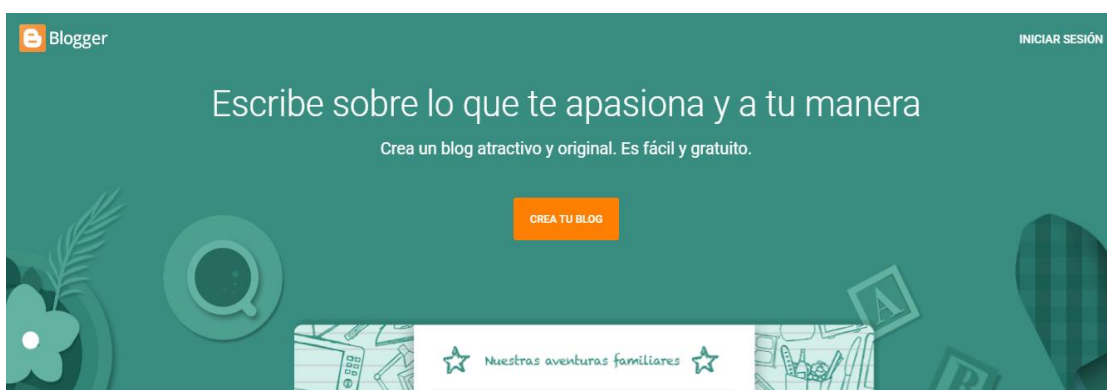 Blogger
INICIAR SESIÓN
Escribe sobre lo que te apasiona y a tu manera
Crea un blog atractivo y original. Es fácil y gratuito.
CREA TU BLOG
A
B
Nuestras aventuras familiares